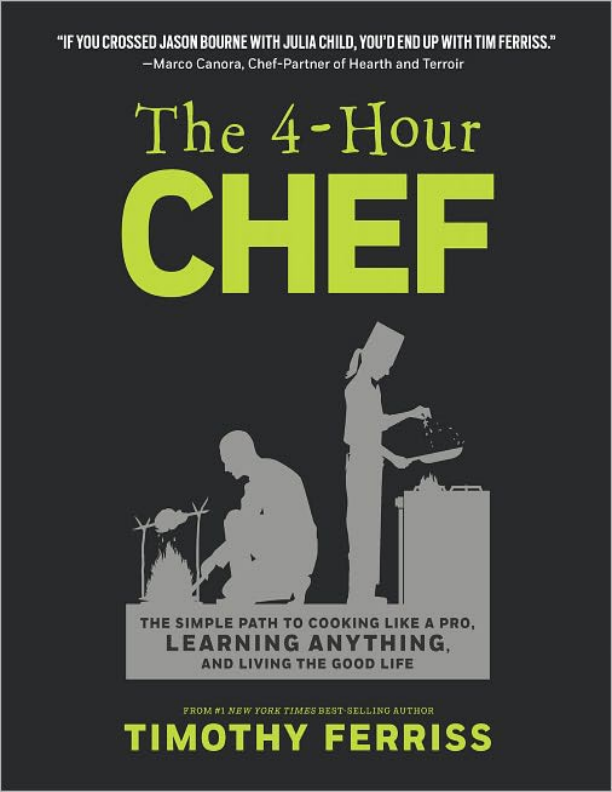 “IF YOU CROSSED JASON BOURNE WITH JULIA CHILD, YOU’D END UP WITH TIM FERRISS.”
—Marco Canora, Chef-Partner of Hearth and Terroir
The 4-Hour
CHEF
THE SIMPLE PATH TO COOKING LIKE A PRO,
LEARNING ANYTHING,
AND LIVING THE GOOD LIFE
FROM #1 NEW YORK TIMES BEST-SELLING AUTHOR
TIMOTHY FERRISS